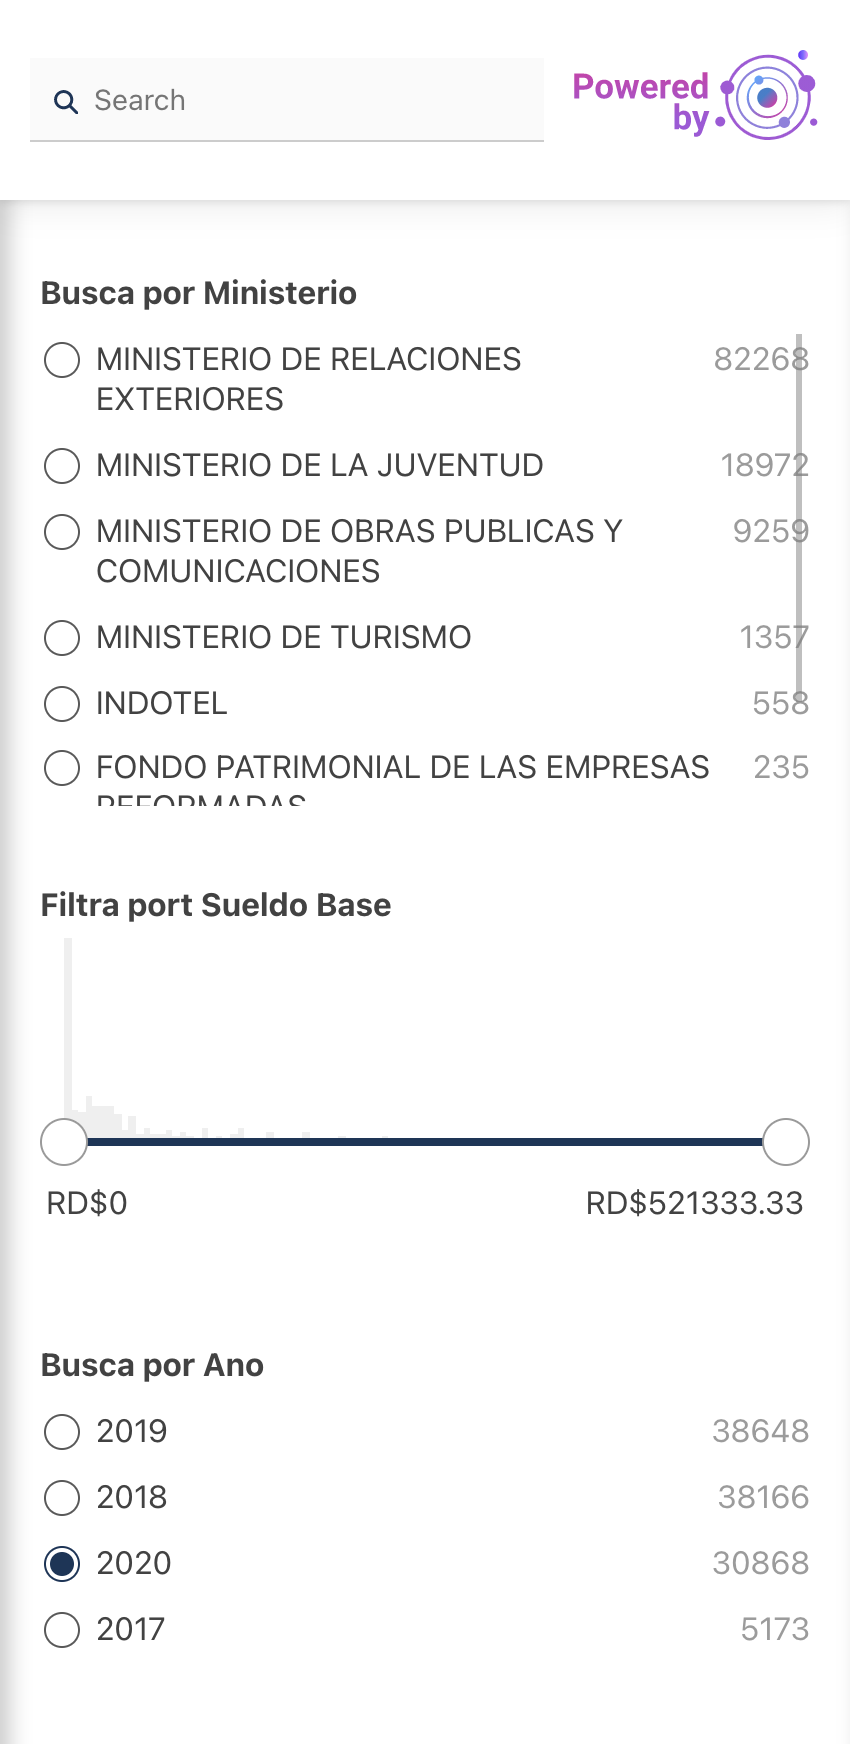 Search
Powered
by
Busca por Ministerio
MINISTERIO DE RELACIONES 82268
EXTERIORES
MINISTERIO DE LA JUVENTUD 18972
MINISTERIO DE OBRAS PUBLICAS Y 9259
COMUNICACIONES
MINISTERIO DE TURISMO 1357
INDOTEL 558
FONDO PATRIMONIAL DE LAS EMPRESAS 235
REFORMADAS
Filtra port Sueldo Base
RD$0 RD$521333.33
Busca por Ano
2019 38648
2018 38166
2020 30868
2017 5173